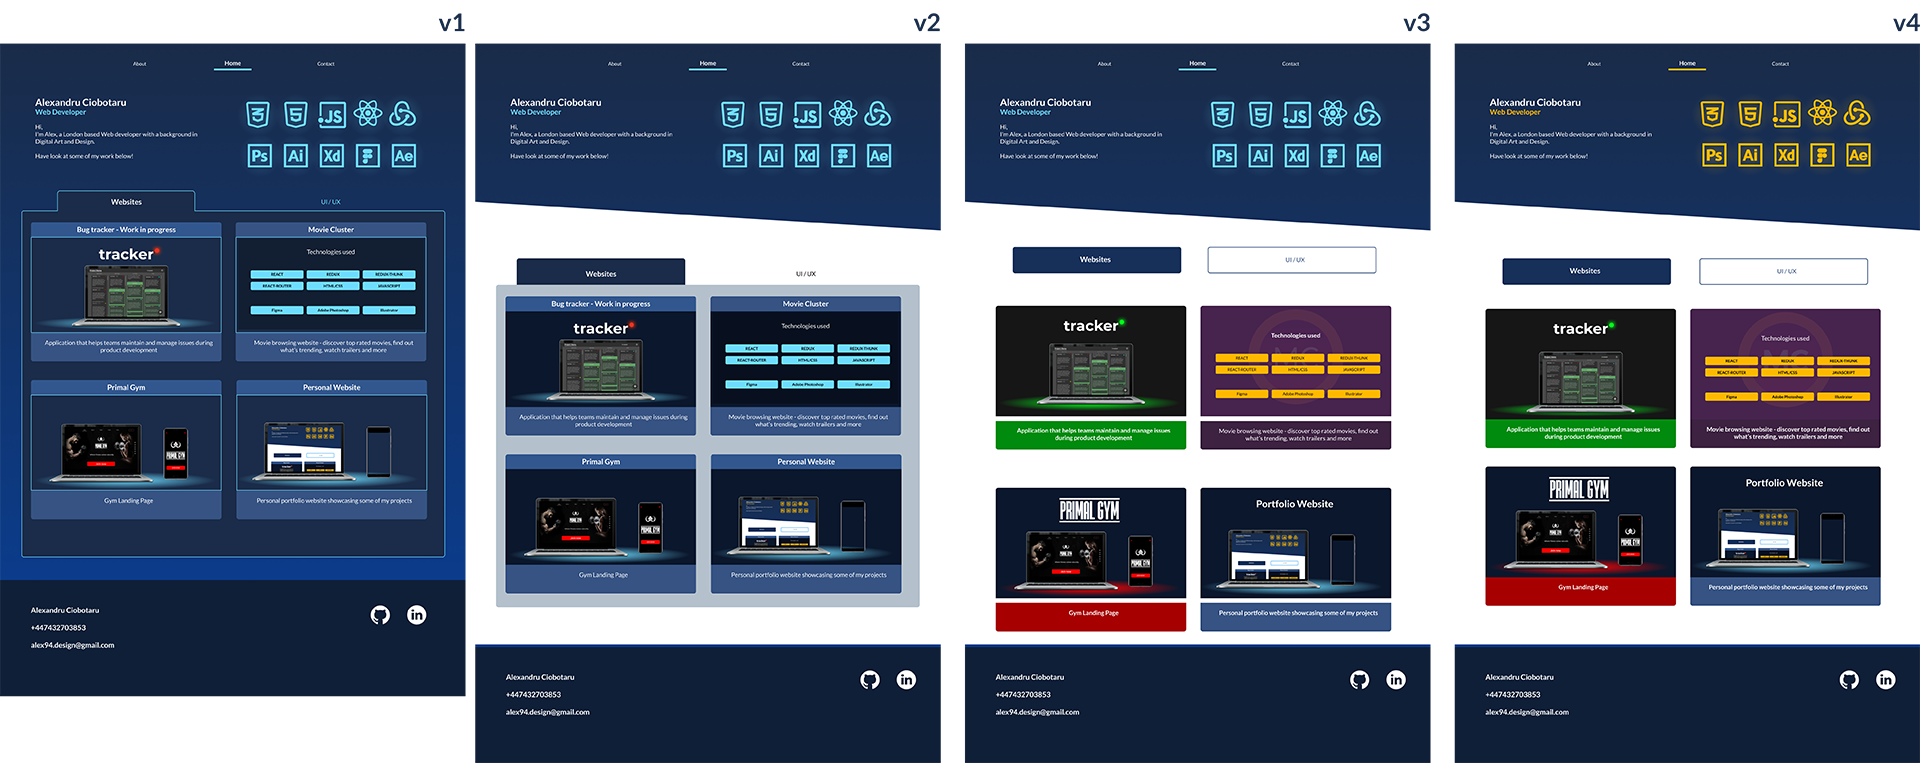 v1
About
Home
Contact
Alexandru Ciobotaru
Web Developer
Hi,
I'm Alex, a London based Web developer with a background in
Digital Art and Design.
Have look at some of my work below!
JS
Ps
Ai
Xd
Ae
Websites
UI / UX
Bug tracker - Work in progress
tracker
Application that helps teams maintain and manage issues during
product development
Movie Cluster
Technologies used
REACT
REDUX
REDUX-THUNK
REACT-ROUTER
HTML/CSS
JAVASCRIPT
Figma
Adobe Photoshop
Illustrator
Movie browsing website - discover top rated movies, find out
what's trending, watch trailers and more
Primal Gym
PRIMAL GYM
Gym Landing Page
Personal Website
Personal portfolio website showcasing some of my projects
Alexandru Ciobotaru
+447432703853
alex94.design@gmail.com
in
v2
About
Home
Contact
Alexandru Ciobotaru
Web Developer
Hi,
I'm Alex, a London based Web developer with a background in
Digital Art and Design.
Have look at some of my work below!
JS
Ps
Ai
Xd
Ae
Websites
UI / UX
Bug tracker - Work in progress
tracker
Application that helps teams maintain and manage issues during
product development
Movie Cluster
Technologies used
REACT
REDUX
REDUX-THUNK
REACT-ROUTER
HTML/CSS
JAVASCRIPT
Figma
Adobe Photoshop
Illustrator
Movie browsing website - discover top rated movies, find out
what's trending, watch trailers and more
Primal Gym
PRIMAL GYM
Gym Landing Page
Personal Website
Personal portfolio website showcasing some of my projects
Alexandru Ciobotaru
+447432703853
alex94.design@gmail.com
in
v3
About
Home
Contact
Alexandru Ciobotaru
Web Developer
Hi,
I'm Alex, a London based Web developer with a background in
Digital Art and Design.
Have look at some of my work below!
JS
Ps
Ai
Xd
Ae
Websites
UI / UX
tracker
Application that helps teams maintain and manage issues
during product development
Technologies used
REACT
REDUX
REDUX-THUNK
REACT-ROUTER
HTML/CSS
JAVASCRIPT
Figma
Adobe Photoshop
Illustrator
Movie browsing website - discover top rated movies, find out
what's trending, watch trailers and more
PRIMAL GYM
PRIMAL GYM
Gym Landing Page
Portfolio Website
Personal portfolio website showcasing some of my projects
Alexandru Ciobotaru
+447432703853
alex94.design@gmail.com
in
v4
About
Home
Contact
Alexandru Ciobotaru
Web Developer
Hi,
I'm Alex, a London based Web developer with a background in
Digital Art and Design.
Have look at some of my work below!
JS
Ps
Ai
Xd
Ae
Websites
UI / UX
tracker
Application that helps teams maintain and manage issues
during product development
Technologies used
REACT
REDUX
REDUX-THUNK
REACT-ROUTER
HTML/CSS
JAVASCRIPT
Figma
Adobe Photoshop
Illustrator
Movie browsing website - discover top rated movies, find out
what's trending, watch trailers and more
PRIMAL GYM
PRIMAL GYM
Gym Landing Page
Portfolio Website
Personal portfolio website showcasing some of my projects
Alexandru Ciobotaru
+447432703853
alex94.design@gmail.com
in